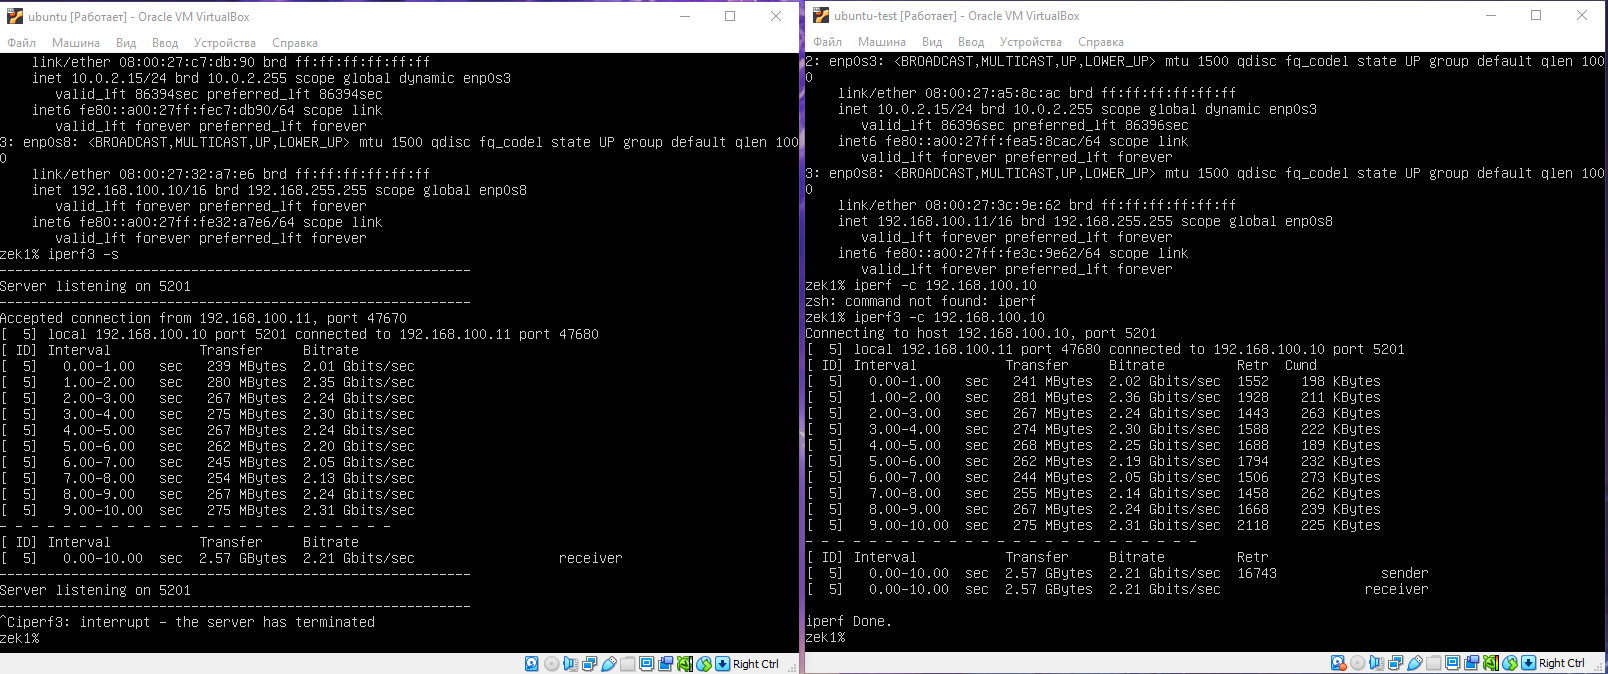 ubuntu [Работает] - Oracle VM VirtualBox
Файл Машина Вид Ввод Устройства Справка
link/ether 08:00:27:c7:db:90 brd ff:ff:ff:ff:ff:ff
inet 10.0.2.15/24 brd 10.0.2.255 scope global dynamic enp0s3
valid_lft 86394sec preferred_lft 86394sec
inet6 fe80::a00:27ff:fec7:db90/64 scope link
valid_lft forever preferred_lft forever
3: enp0s8: <BROADCAST,MULTICAST,UP,LOWER_UP> mtu 1500 qdisc fq_codel state UP group default qlen 100
0
link/ether 08:00:27:32:a7:e6 brd ff:ff:ff:ff:ff:ff
inet 192.168.100.10/16 brd 192.168.255.255 scope global enp0s8
valid_lft forever preferred_lft forever
inet6 fe80::a00:27ff:fe32:a7e6/64 scope link
valid_lft forever preferred_lft forever
zek1% iperf3 -s
-----------------------------------------------------------
Server listening on 5201
-----------------------------------------------------------
Accepted connection from 192.168.100.11, port 47670
[  5] local 192.168.100.10 port 5201 connected to 192.168.100.11 port 47680
[ ID] Interval           Transfer     Bitrate
[  5]   0.00-1.00   sec   239 MBytes  2.01 Gbits/sec
[  5]   1.00-2.00   sec   280 MBytes  2.35 Gbits/sec
[  5]   2.00-3.00   sec   267 MBytes  2.24 Gbits/sec
[  5]   3.00-4.00   sec   275 MBytes  2.30 Gbits/sec
[  5]   4.00-5.00   sec   267 MBytes  2.24 Gbits/sec
[  5]   5.00-6.00   sec   262 MBytes  2.20 Gbits/sec
[  5]   6.00-7.00   sec   245 MBytes  2.05 Gbits/sec
[  5]   7.00-8.00   sec   254 MBytes  2.13 Gbits/sec
[  5]   8.00-9.00   sec   267 MBytes  2.24 Gbits/sec
[  5]   9.00-10.00  sec   275 MBytes  2.31 Gbits/sec
- - - - - - - - - - - - - - - - - - - - - - - - -
[ ID] Interval           Transfer     Bitrate
[  5]   0.00-10.00  sec  2.57 GBytes  2.21 Gbits/sec                  receiver
-----------------------------------------------------------
Server listening on 5201
-----------------------------------------------------------
^Ciperf3: interrupt - the server has terminated
zek1%
Right Ctrl
ubuntu-test [Работает] - Oracle VM VirtualBox
Файл Машина Вид Ввод Устройства Справка
2: enp0s3: <BROADCAST,MULTICAST,UP,LOWER_UP> mtu 1500 qdisc fq_codel state UP group default qlen 100
0
link/ether 08:00:27:a5:8c:ac brd ff:ff:ff:ff:ff:ff
inet 10.0.2.15/24 brd 10.0.2.255 scope global dynamic enp0s3
valid_lft 86396sec preferred_lft 86396sec
inet6 fe80::a00:27ff:fea5:8cac/64 scope link
valid_lft forever preferred_lft forever
3: enp0s8: <BROADCAST,MULTICAST,UP,LOWER_UP> mtu 1500 qdisc fq_codel state UP group default qlen 100
0
link/ether 08:00:27:3c:9e:62 brd ff:ff:ff:ff:ff:ff
inet 192.168.100.11/16 brd 192.168.255.255 scope global enp0s8
valid_lft forever preferred_lft forever
inet6 fe80::a00:27ff:fe3c:9e62/64 scope link
valid_lft forever preferred_lft forever
zek1% iperf -c 192.168.100.10
zsh: command not found: iperf
zek1% iperf3 -c 192.168.100.10
Connecting to host 192.168.100.10, port 5201
[  5] local 192.168.100.11 port 47680 connected to 192.168.100.10 port 5201
[ ID] Interval           Transfer     Bitrate         Retr  Cwnd
[  5]   0.00-1.00   sec   241 MBytes  2.02 Gbits/sec  1552    198 KBytes
[  5]   1.00-2.00   sec   281 MBytes  2.36 Gbits/sec  1928    211 KBytes
[  5]   2.00-3.00   sec   267 MBytes  2.24 Gbits/sec  1443    263 KBytes
[  5]   3.00-4.00   sec   274 MBytes  2.30 Gbits/sec  1588    222 KBytes
[  5]   4.00-5.00   sec   268 MBytes  2.25 Gbits/sec  1688    189 KBytes
[  5]   5.00-6.00   sec   262 MBytes  2.19 Gbits/sec  1794    232 KBytes
[  5]   6.00-7.00   sec   244 MBytes  2.05 Gbits/sec  1506    273 KBytes
[  5]   7.00-8.00   sec   255 MBytes  2.14 Gbits/sec  1458    262 KBytes
[  5]   8.00-9.00   sec   267 MBytes  2.24 Gbits/sec  1668    239 KBytes
[  5]   9.00-10.00  sec   275 MBytes  2.31 Gbits/sec  2118    225 KBytes
- - - - - - - - - - - - - - - - - - - - - - - - -
[ ID] Interval           Transfer     Bitrate         Retr
[  5]   0.00-10.00  sec  2.57 GBytes  2.21 Gbits/sec  16743             sender
[  5]   0.00-10.00  sec  2.57 GBytes  2.21 Gbits/sec                  receiver
iperf Done.
zek1%
Right Ctrl